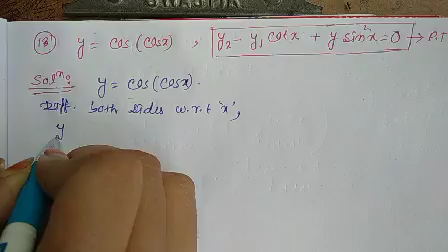 (18) y = cos (cosx) , y₂ - y₁ cotx + y sin²x = 0 → P.T
Solⁿ: y = cos (cosx).
Diff. both sides w.r.t 'x',
y